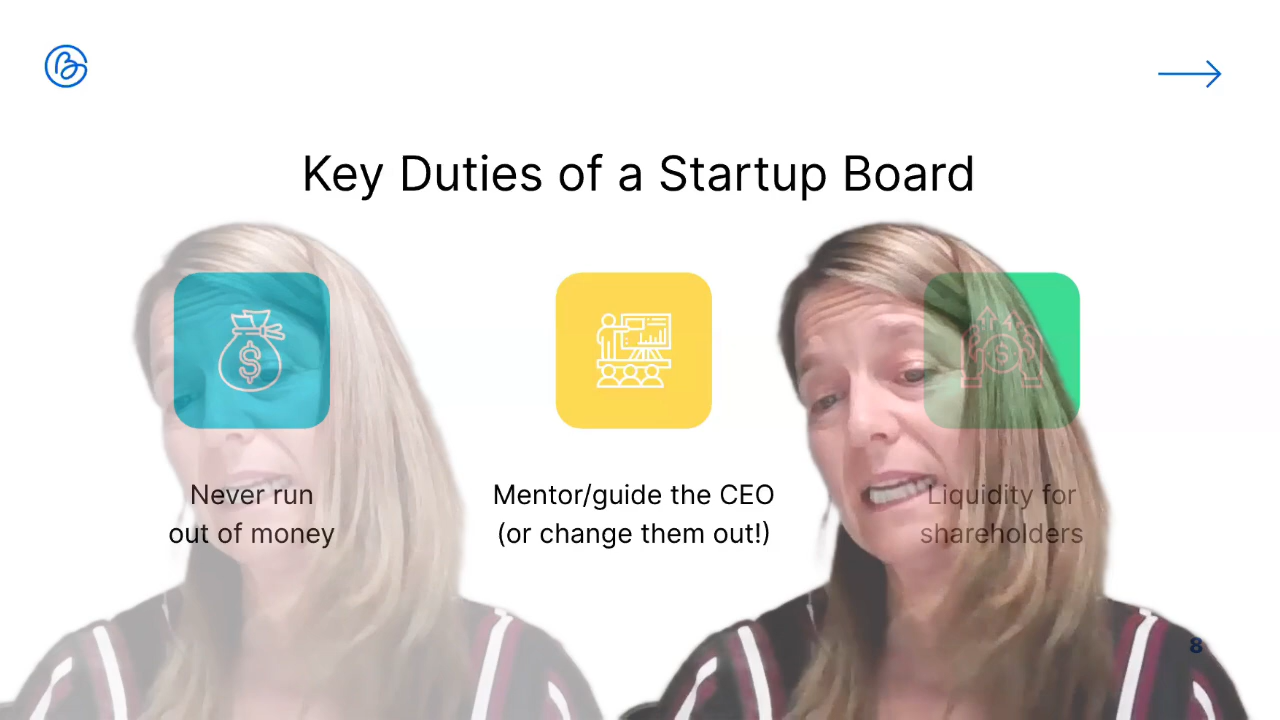 Key Duties of a Startup Board
$
$
Never run
out of money
Mentor/guide the CEO
(or change them out!)
Liquidity for
shareholders
8